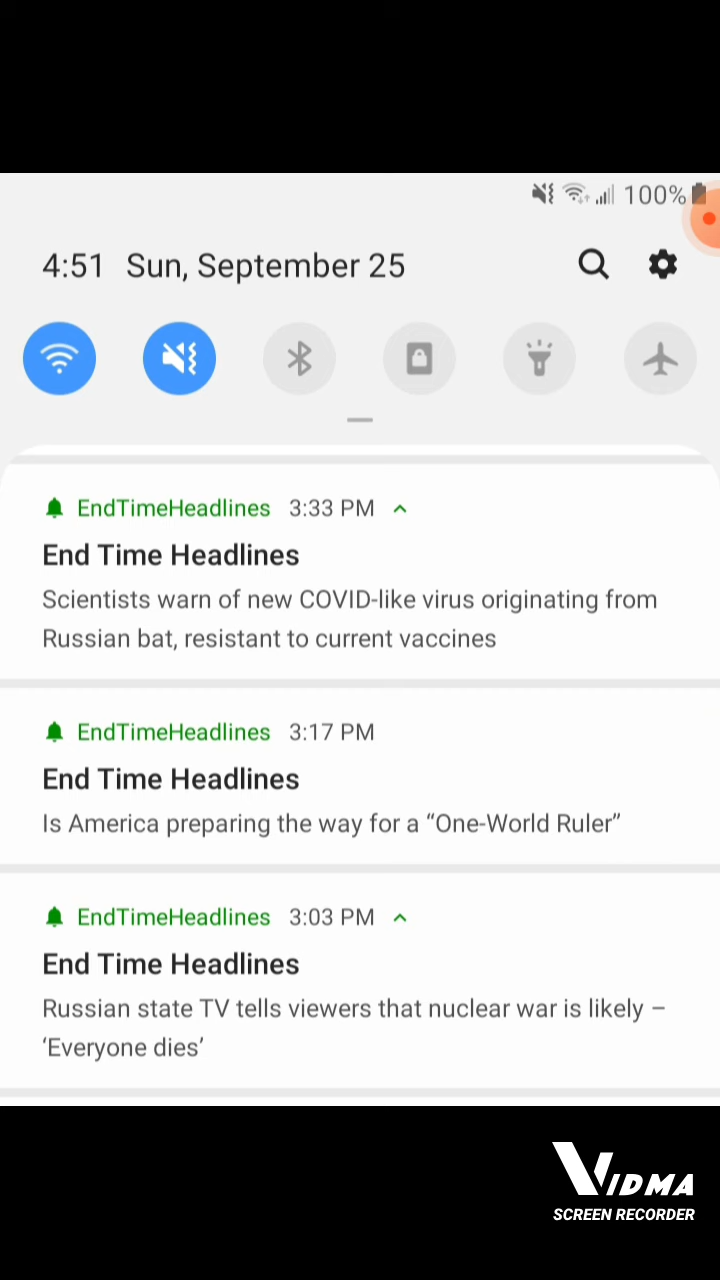 100%
4:51 Sun, September 25
EndTimeHeadlines 3:33 PM
End Time Headlines
Scientists warn of new COVID-like virus originating from
Russian bat, resistant to current vaccines
EndTimeHeadlines 3:17 PM
End Time Headlines
Is America preparing the way for a “One-World Ruler”
EndTimeHeadlines 3:03 PM
End Time Headlines
Russian state TV tells viewers that nuclear war is likely –
‘Everyone dies’
VIDMA
SCREEN RECORDER